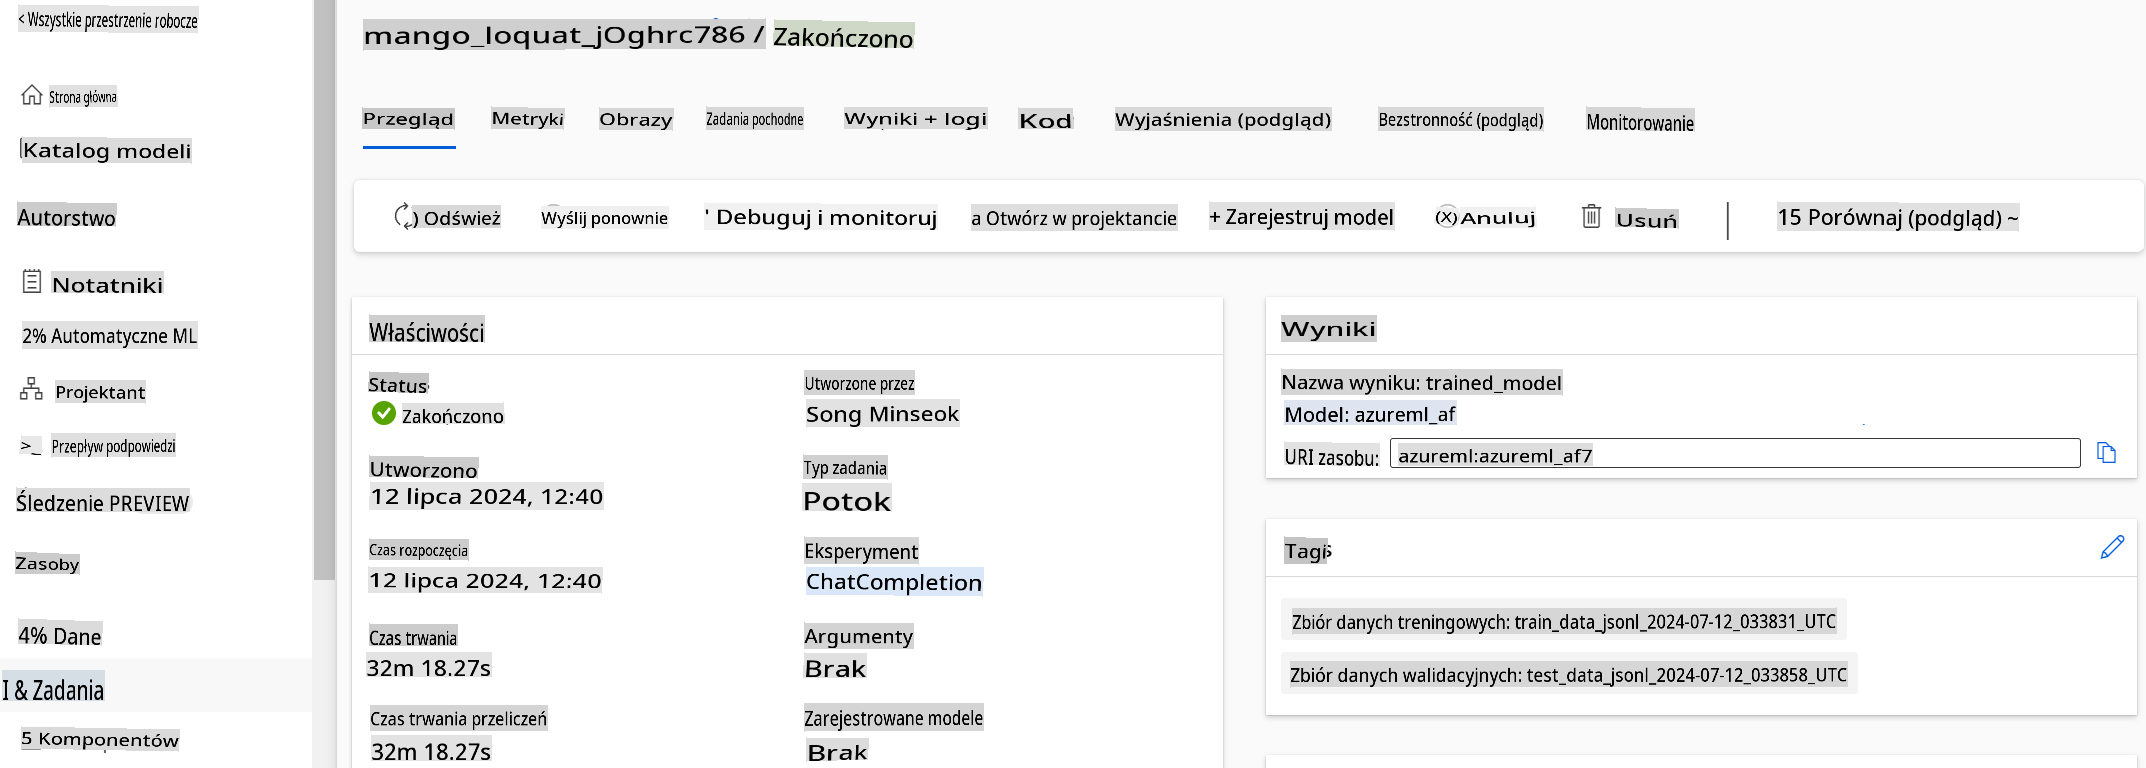 < Wszystkie przestrzenie robocze
Strona główna
Katalog modeli
Autorstwo
Notatniki
2% Automatyczne ML
Projektant
>_ Przepływ podpowiedzi
Śledzenie PREVIEW
Zasoby
4% Dane
I & Zadania
5 Komponentów
mango_loquat_jOghrc786 / Zakończono
Przegląd Metryki Obrazy Zadania pochodne Wyniki + logi Kod Wyjaśnienia (podgląd) Bezstronność (podgląd) Monitorowanie
) Odśwież Wyślij ponownie ' Debuguj i monitoruj a Otwórz w projektancie + Zarejestruj model Anuluj Usuń 15 Porównaj (podgląd) ~
Właściwości
Status
Zakończono
Utworzono
12 lipca 2024, 12:40
Czas rozpoczęcia
12 lipca 2024, 12:40
Czas trwania
32m 18.27s
Czas trwania przeliczeń
32m 18.27s
Utworzone przez
Song Minseok
Typ zadania
Potok
Eksperyment
ChatCompletion
Argumenty
Brak
Zarejestrowane modele
Brak
Wyniki
Nazwa wyniku: trained_model
Model: azureml_af
URI zasobu: azureml:azureml_af7
Tagi
Zbiór danych treningowych: train_data_jsonl_2024-07-12_033831_UTC
Zbiór danych walidacyjnych: test_data_jsonl_2024-07-12_033858_UTC